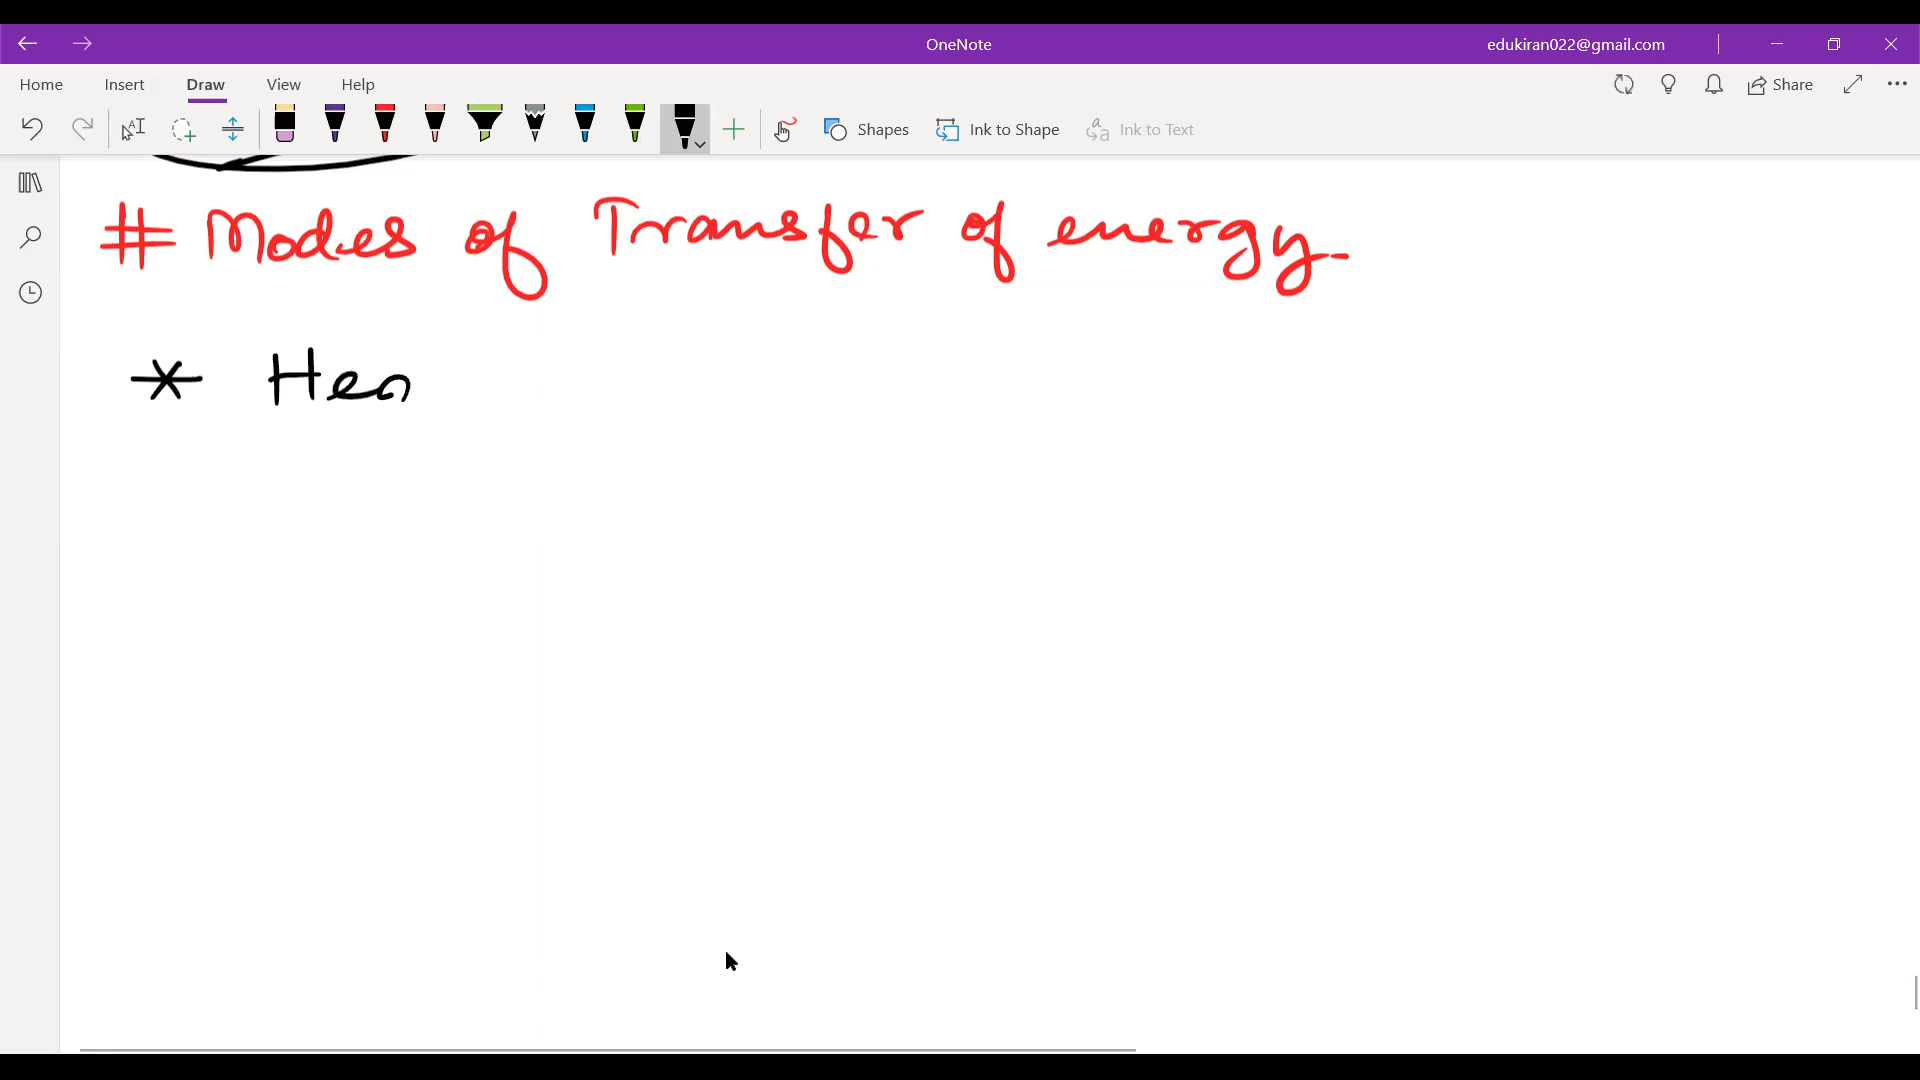 OneNote
edukiran022@gmail.com
Home Insert Draw View Help
Share
Shapes Ink to Shape Ink to Text
# Modes of Transfer of energy-
* Hea